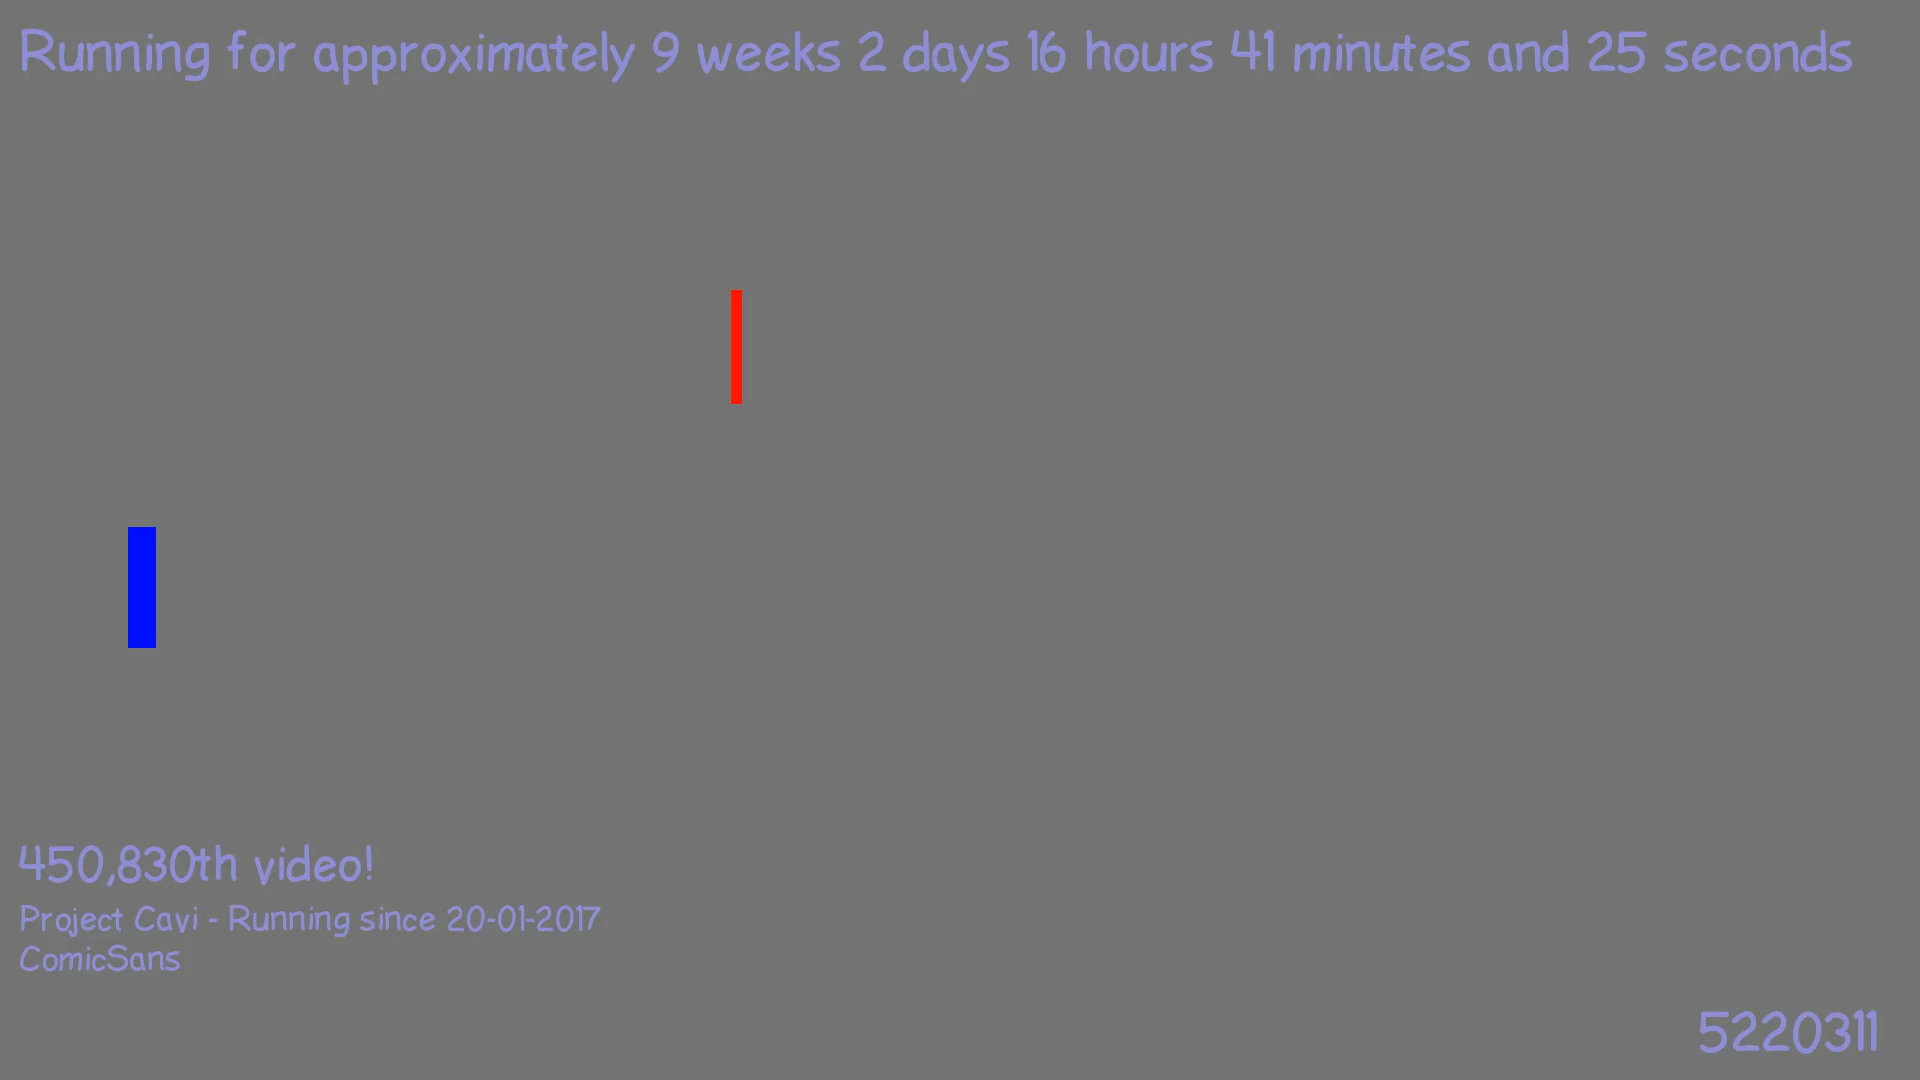 Running for approximately 9 weeks 2 days 16 hours 41 minutes and 25 seconds
450,830th video!
Project Cavi - Running since 20-01-2017
ComicSans
5220311